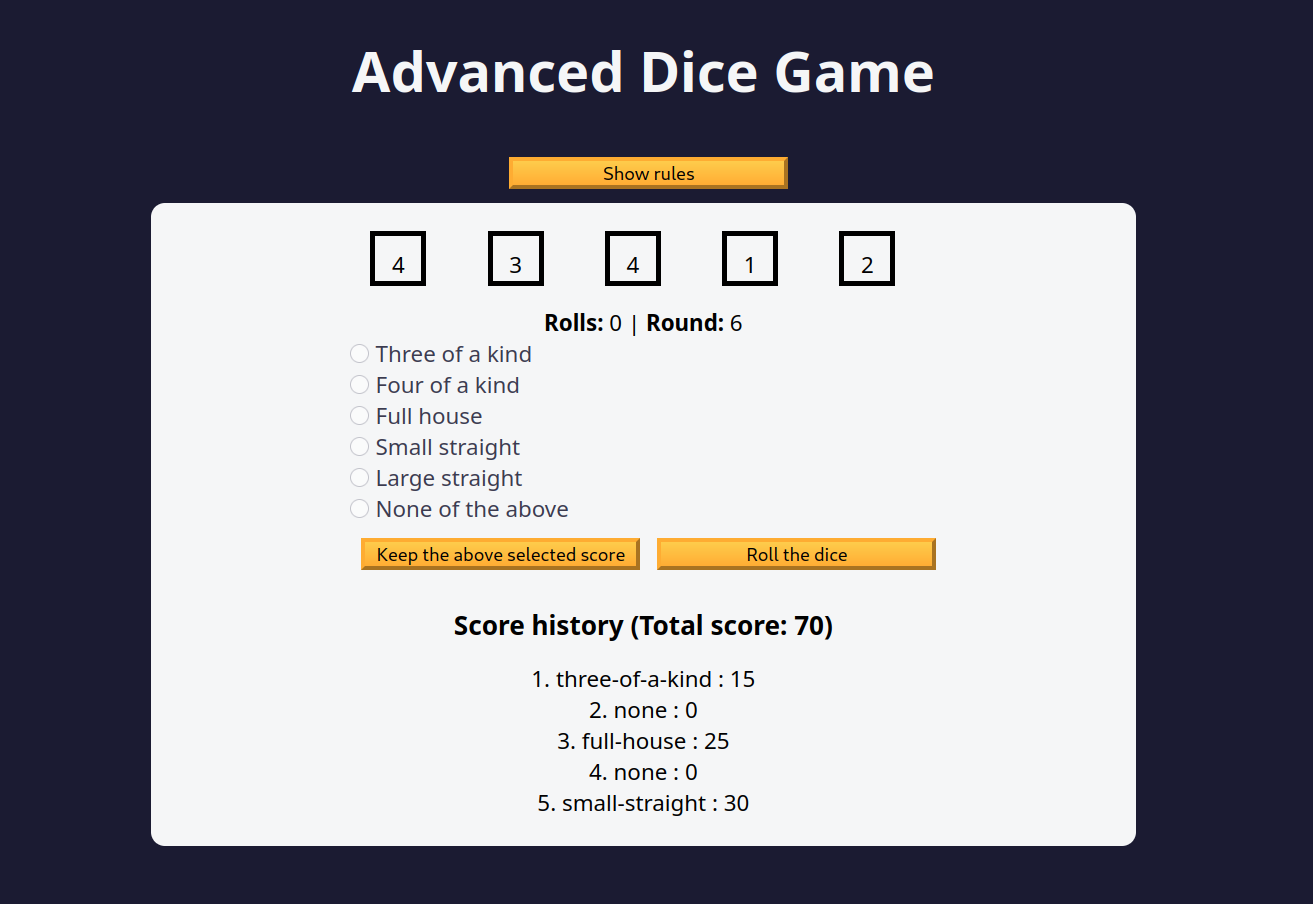 Advanced Dice Game
Show rules
4 3 4 1 2
Rolls: 0 | Round: 6
Three of a kind
Four of a kind
Full house
Small straight
Large straight
None of the above
Keep the above selected score Roll the dice
Score history (Total score: 70)
1. three-of-a-kind : 15
2. none : 0
3. full-house : 25
4. none : 0
5. small-straight : 30